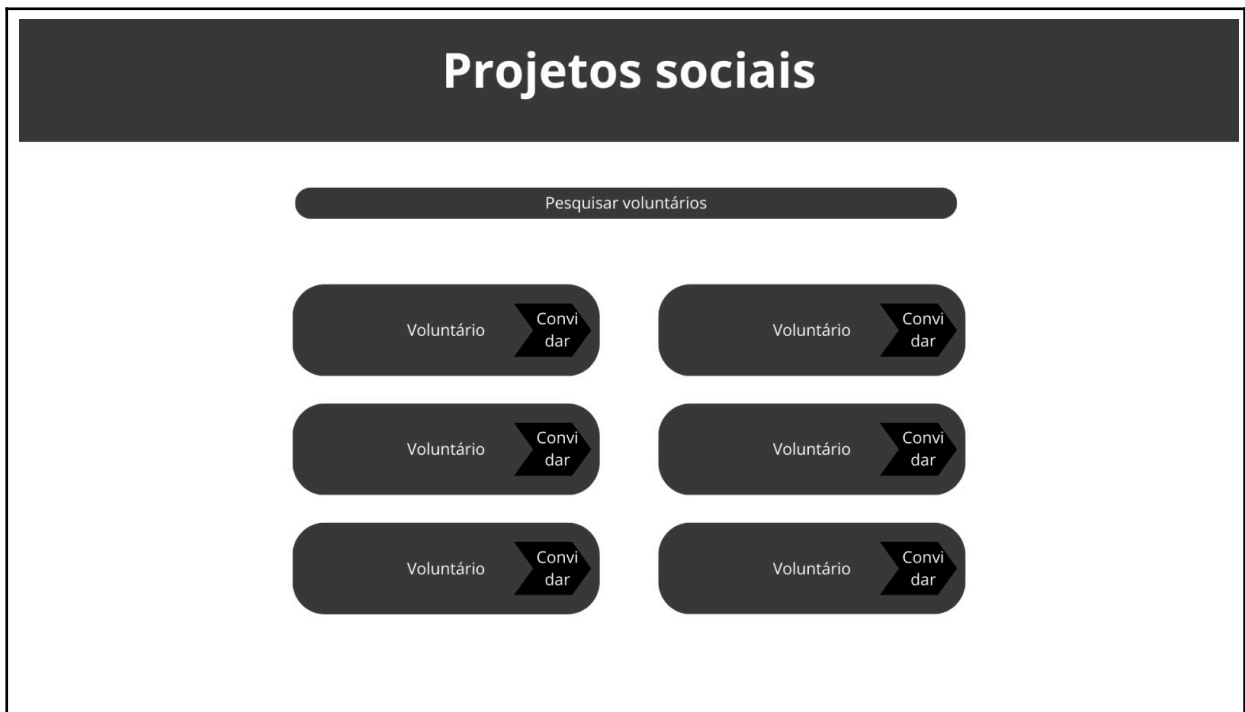 Projetos sociais
Pesquisar voluntários
Voluntário
Convi
dar
Voluntário
Convi
dar
Voluntário
Convi
dar
Voluntário
Convi
dar
Voluntário
Convi
dar
Voluntário
Convi
dar